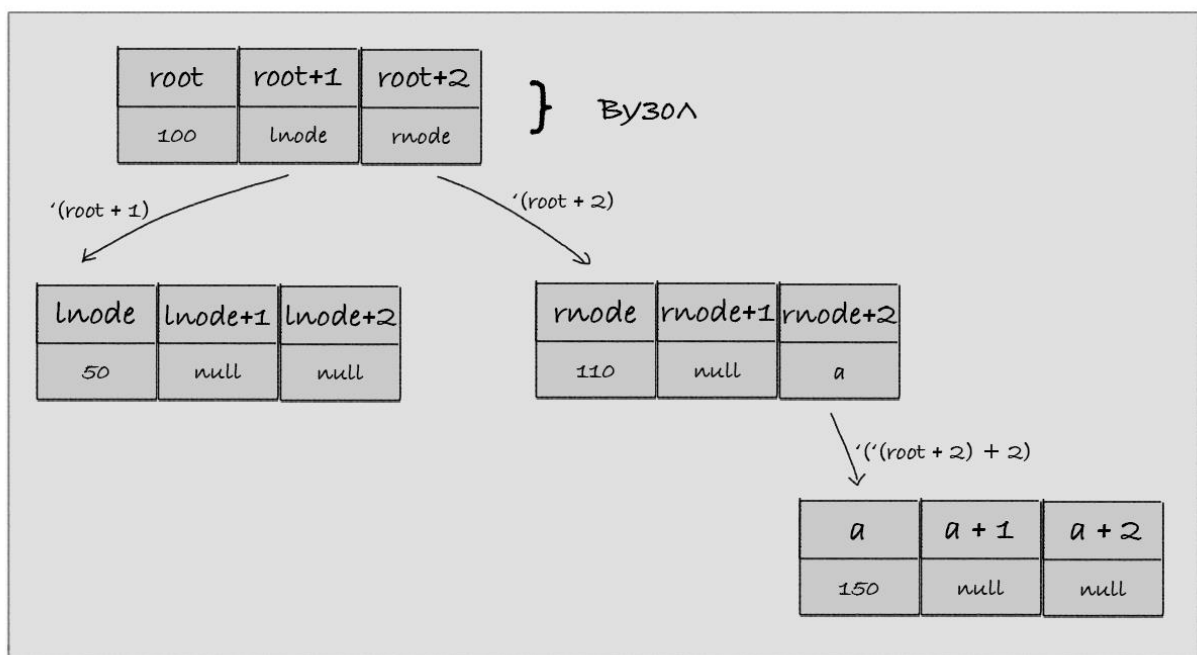 root root+1 root+2
100 lnode rnode
} Вузол
‘(root + 1)
‘(root + 2)
lnode lnode+1 lnode+2
50 null null
rnode rnode+1 rnode+2
110 null a
‘(‘(root + 2) + 2)
a a + 1 a + 2
150 null null